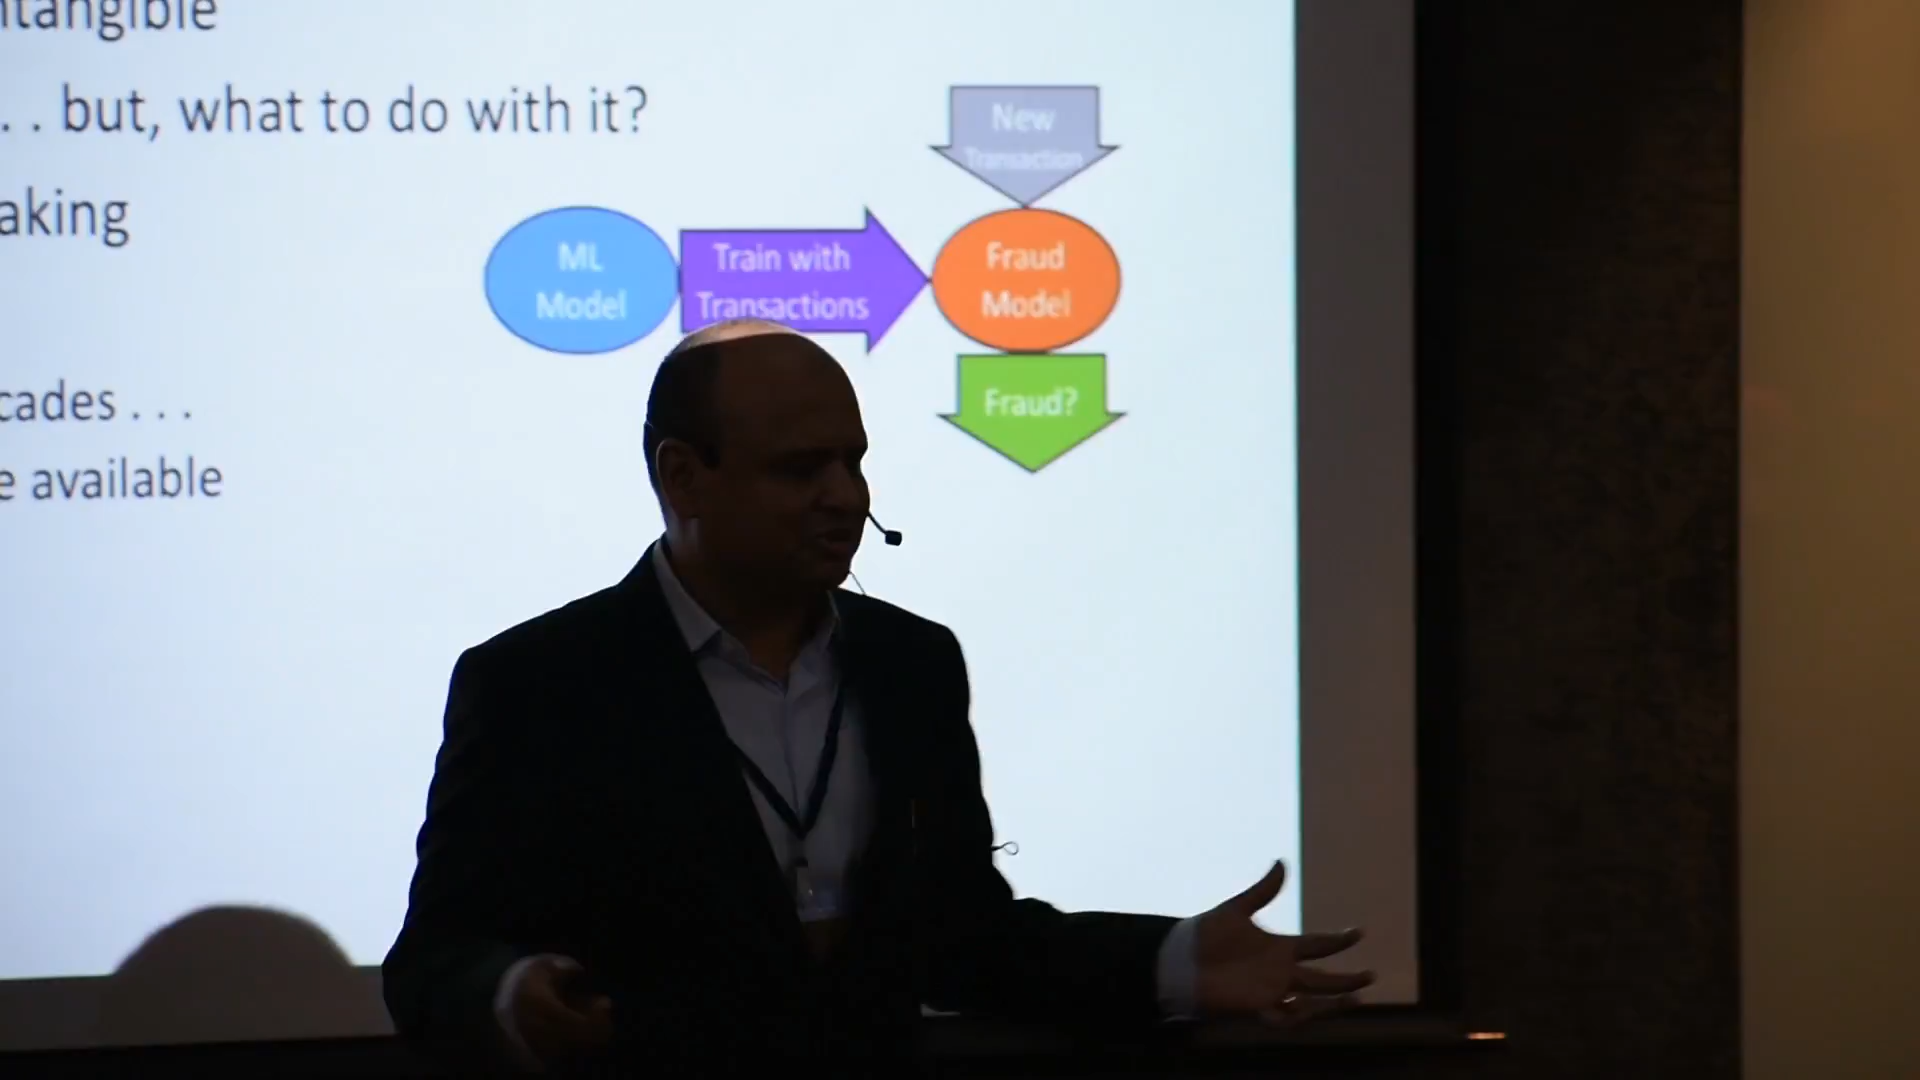 ntangible
. . but, what to do with it?
aking
cades . . .
e available
New
Transaction
ML
Model
Train with
Transactions
Fraud
Model
Fraud?